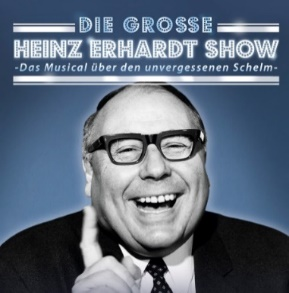 DIE GROSSE
HEINZ ERHARDT SHOW
-Das Musical über den unvergessenen Schelm-